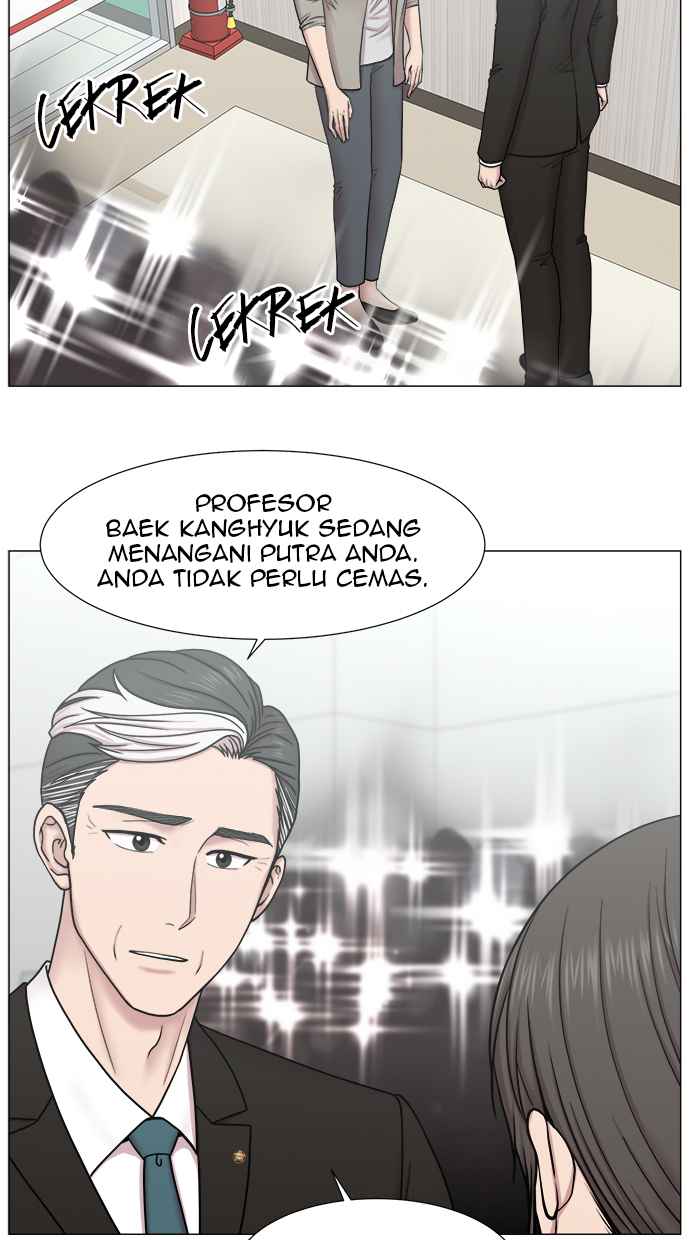 CEKREK
CEKREK
PROFESOR
BAEK KANGHYUK SEDANG
MENANGANI PUTRA ANDA.
ANDA TIDAK PERLU CEMAS.